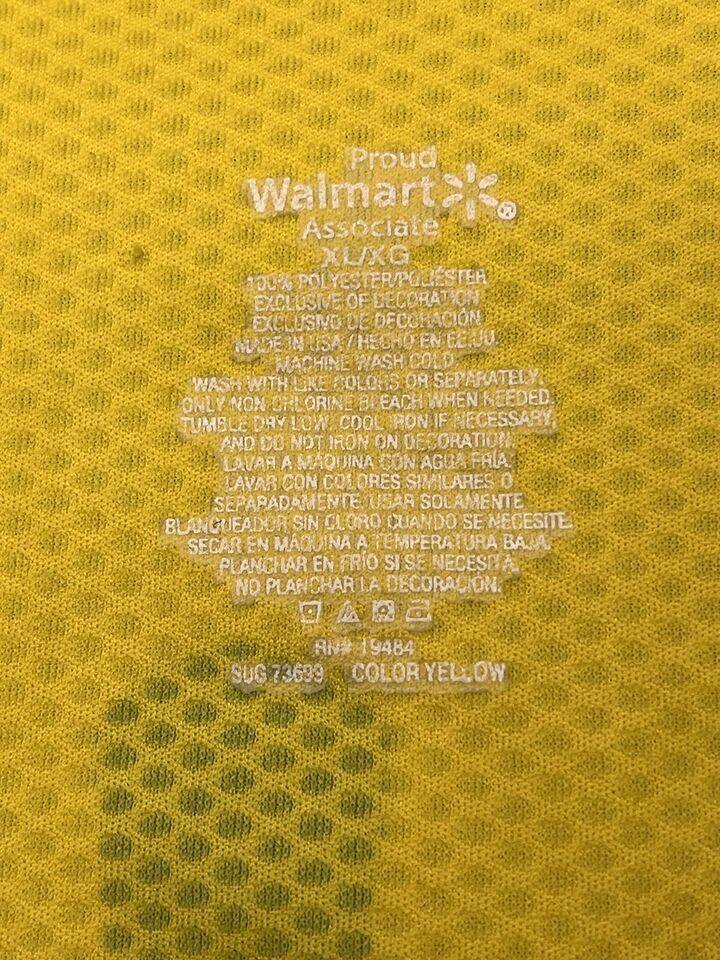 Proud
Walmart ®
Associate
XL/XG
100% POLYESTER/POLIÉSTER
EXCLUSIVE OF DECORATION
EXCLUSIVO DE DECORACIÓN
MADE IN USA / HECHO EN EE.UU.
MACHINE WASH COLD
WASH WITH LIKE COLORS OR SEPARATELY.
ONLY NON CHLORINE BLEACH WHEN NEEDED.
TUMBLE DRY LOW. COOL IRON IF NECESSARY
AND DO NOT IRON ON DECORATION.
LAVAR A MAQUINA CON AGUA FRIA.
LAVAR CON COLORES SIMILARES O
SEPARADAMENTE. USAR SOLAMENTE
BLANQUEADOR SIN CLORO CUANDO SE NECESITE.
SECAR EN MAQUINA A TEMPERATURA BAJA.
PLANCHAR EN FRÍO SI SE NECESITA.
NO PLANCHAR LA DECORACIÓN.
RN# 19484
SUG 73639 COLOR YELLOW